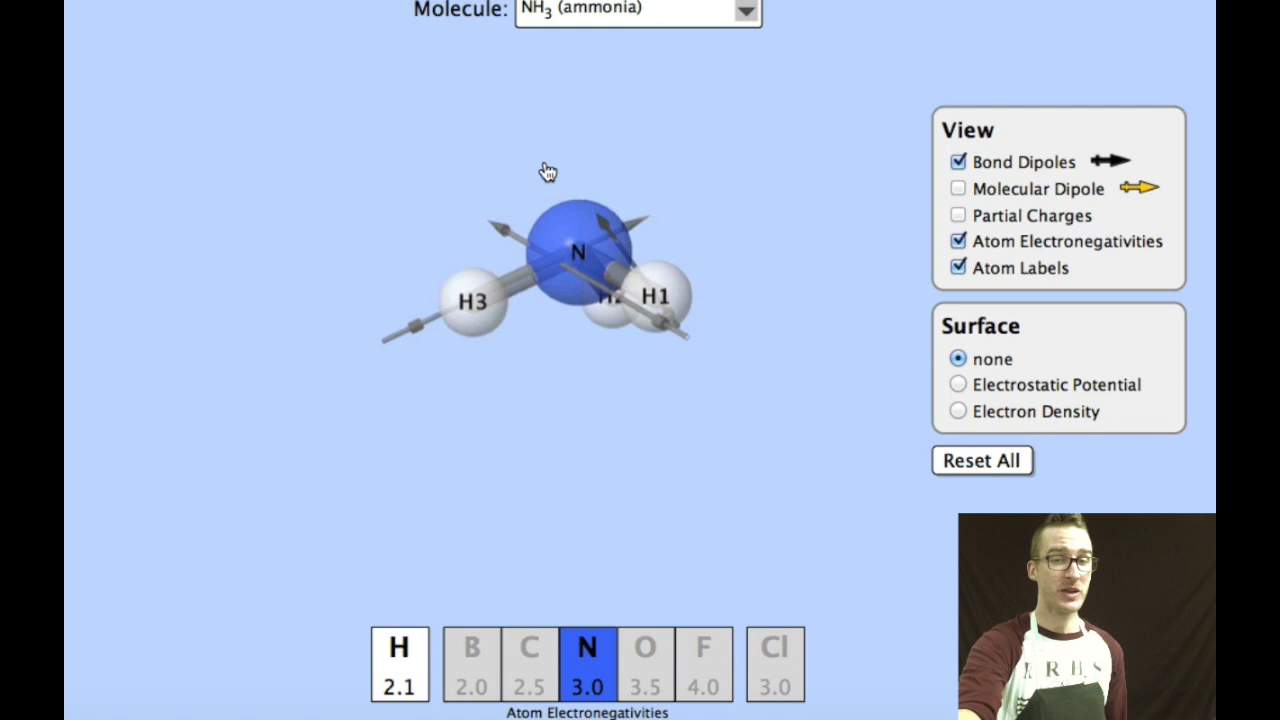 Molecule: NH₃ (ammonia)
View
Bond Dipoles
Molecular Dipole
Partial Charges
Atom Electronegativities
Atom Labels
N
H3
H1
Surface
none
Electrostatic Potential
Electron Density
Reset All
H B C N O F Cl
2.1 2.0 2.5 3.0 3.5 4.0 3.0
Atom Electronegativities
R R H S